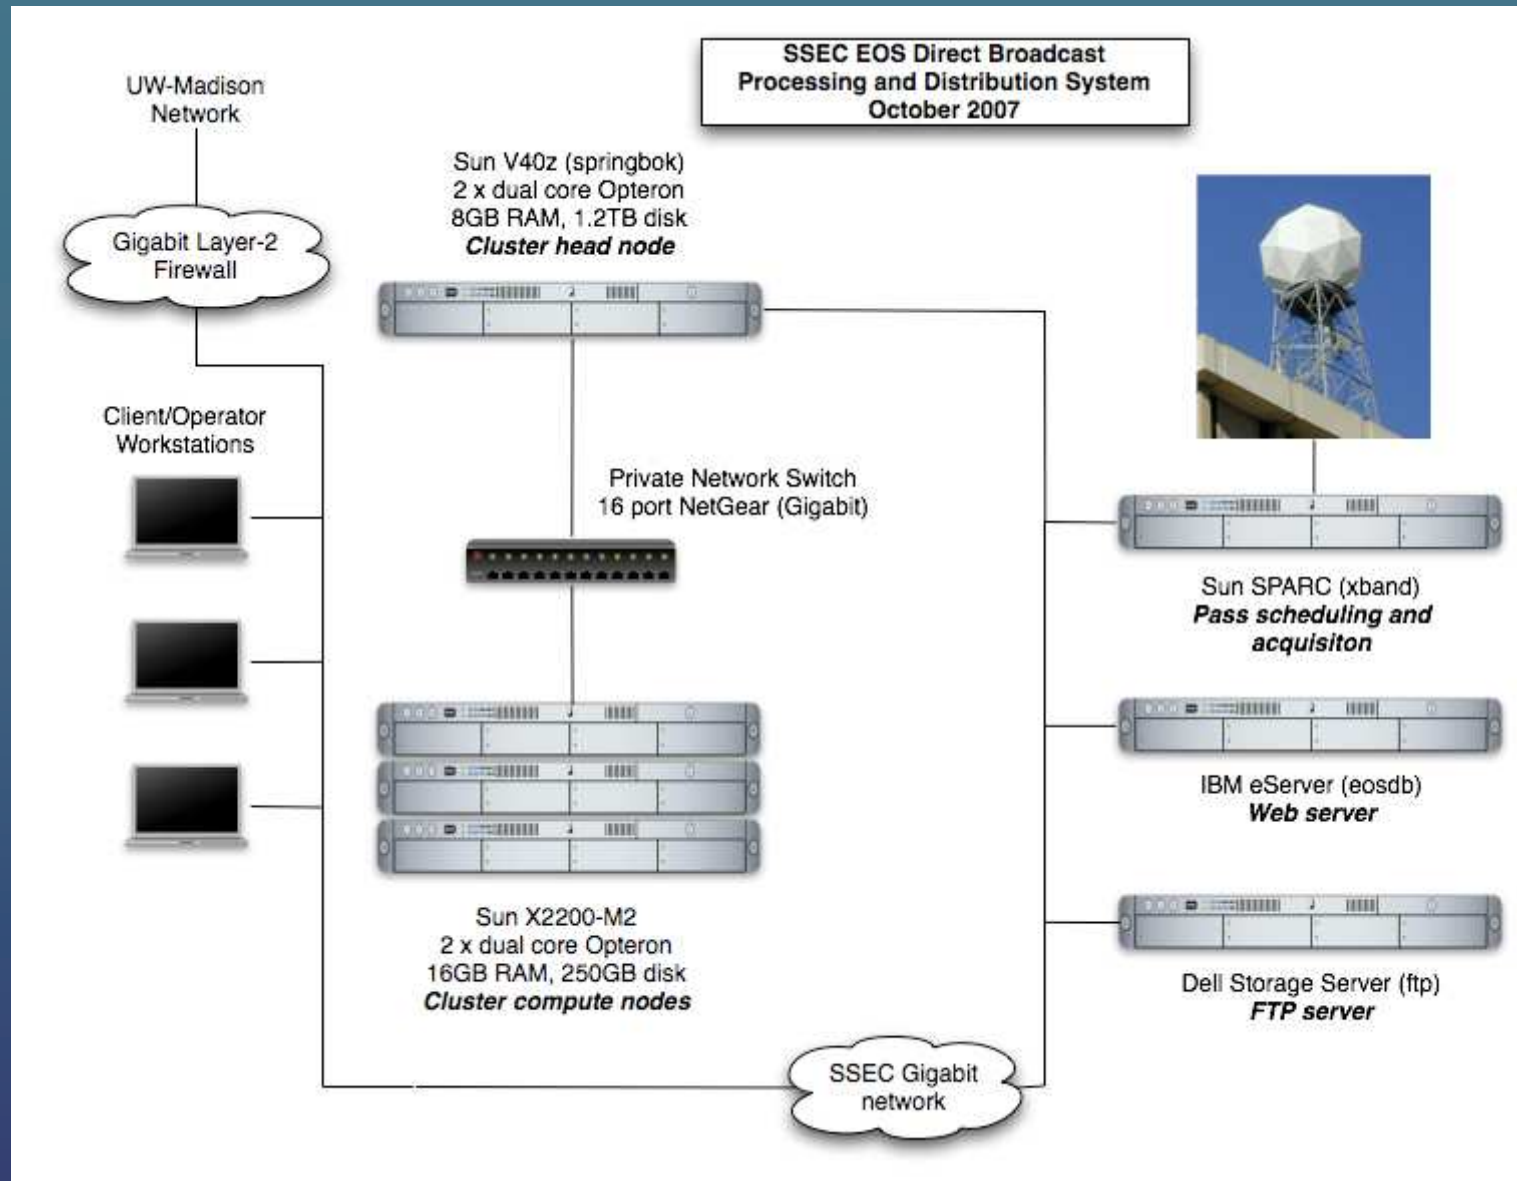 SSEC EOS Direct Broadcast
Processing and Distribution System
October 2007
UW-Madison
Network
Gigabit Layer-2
Firewall
Sun V40z (springbok)
2 x dual core Opteron
8GB RAM, 1.2TB disk
Cluster head node
Client/Operator
Workstations
Private Network Switch
16 port NetGear (Gigabit)
Sun SPARC (xband)
Pass scheduling and
acquisiton
IBM eServer (eosdb)
Web server
Sun X2200-M2
2 x dual core Opteron
16GB RAM, 250GB disk
Cluster compute nodes
Dell Storage Server (ftp)
FTP server
SSEC Gigabit
network